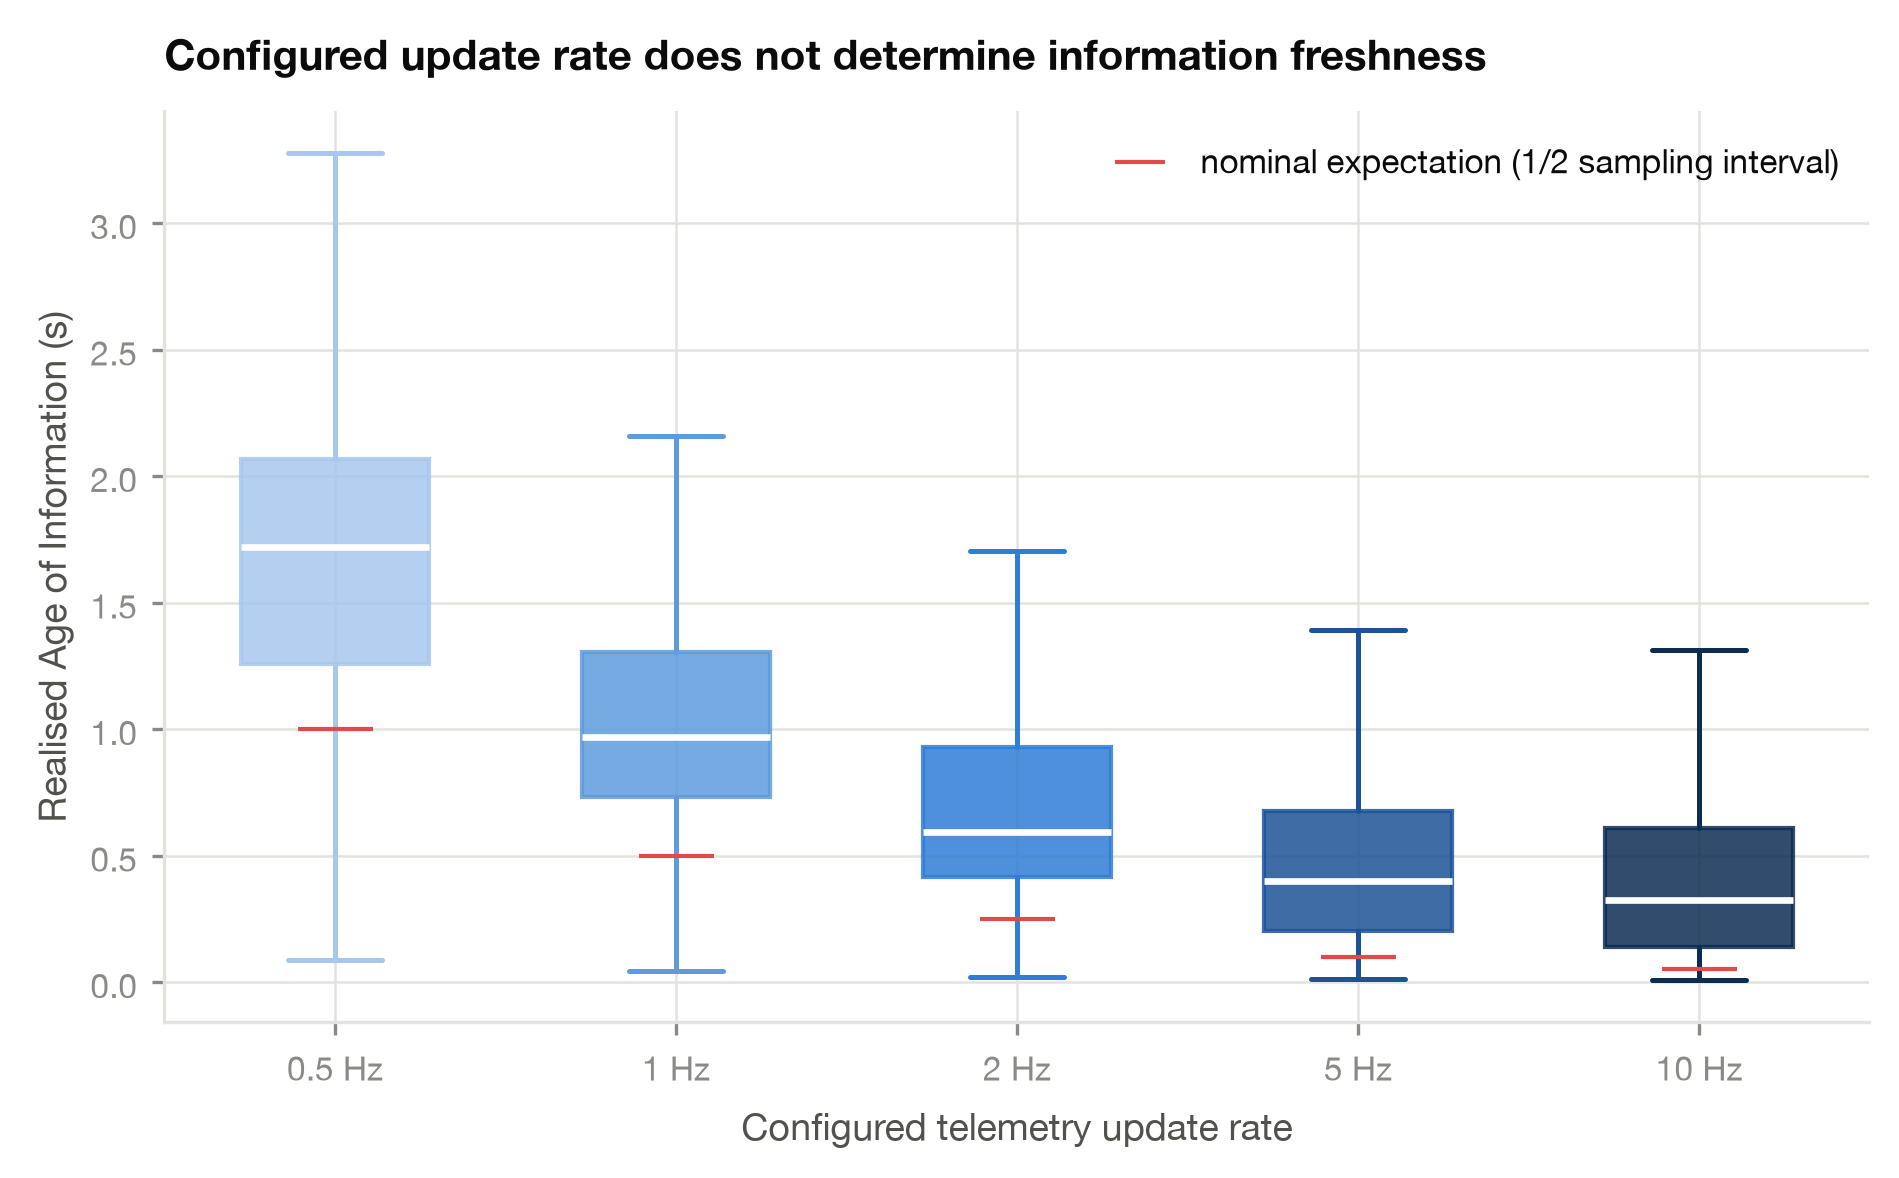 Configured update rate does not determine information freshness
nominal expectation (1/2 sampling interval)
Realised Age of Information (s)
3.0
2.5
2.0
1.5
1.0
0.5
0.0
0.5 Hz
1 Hz
2 Hz
5 Hz
10 Hz
Configured telemetry update rate